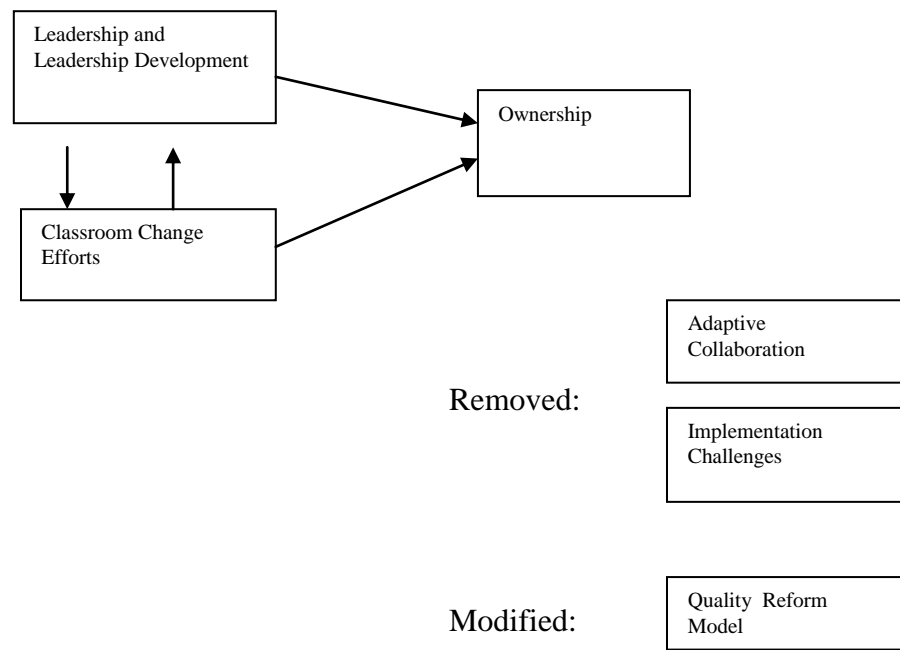 Leadership and
Leadership Development
Ownership
Classroom Change
Efforts
Adaptive
Collaboration
Removed:
Implementation
Challenges
Modified:
Quality Reform
Model